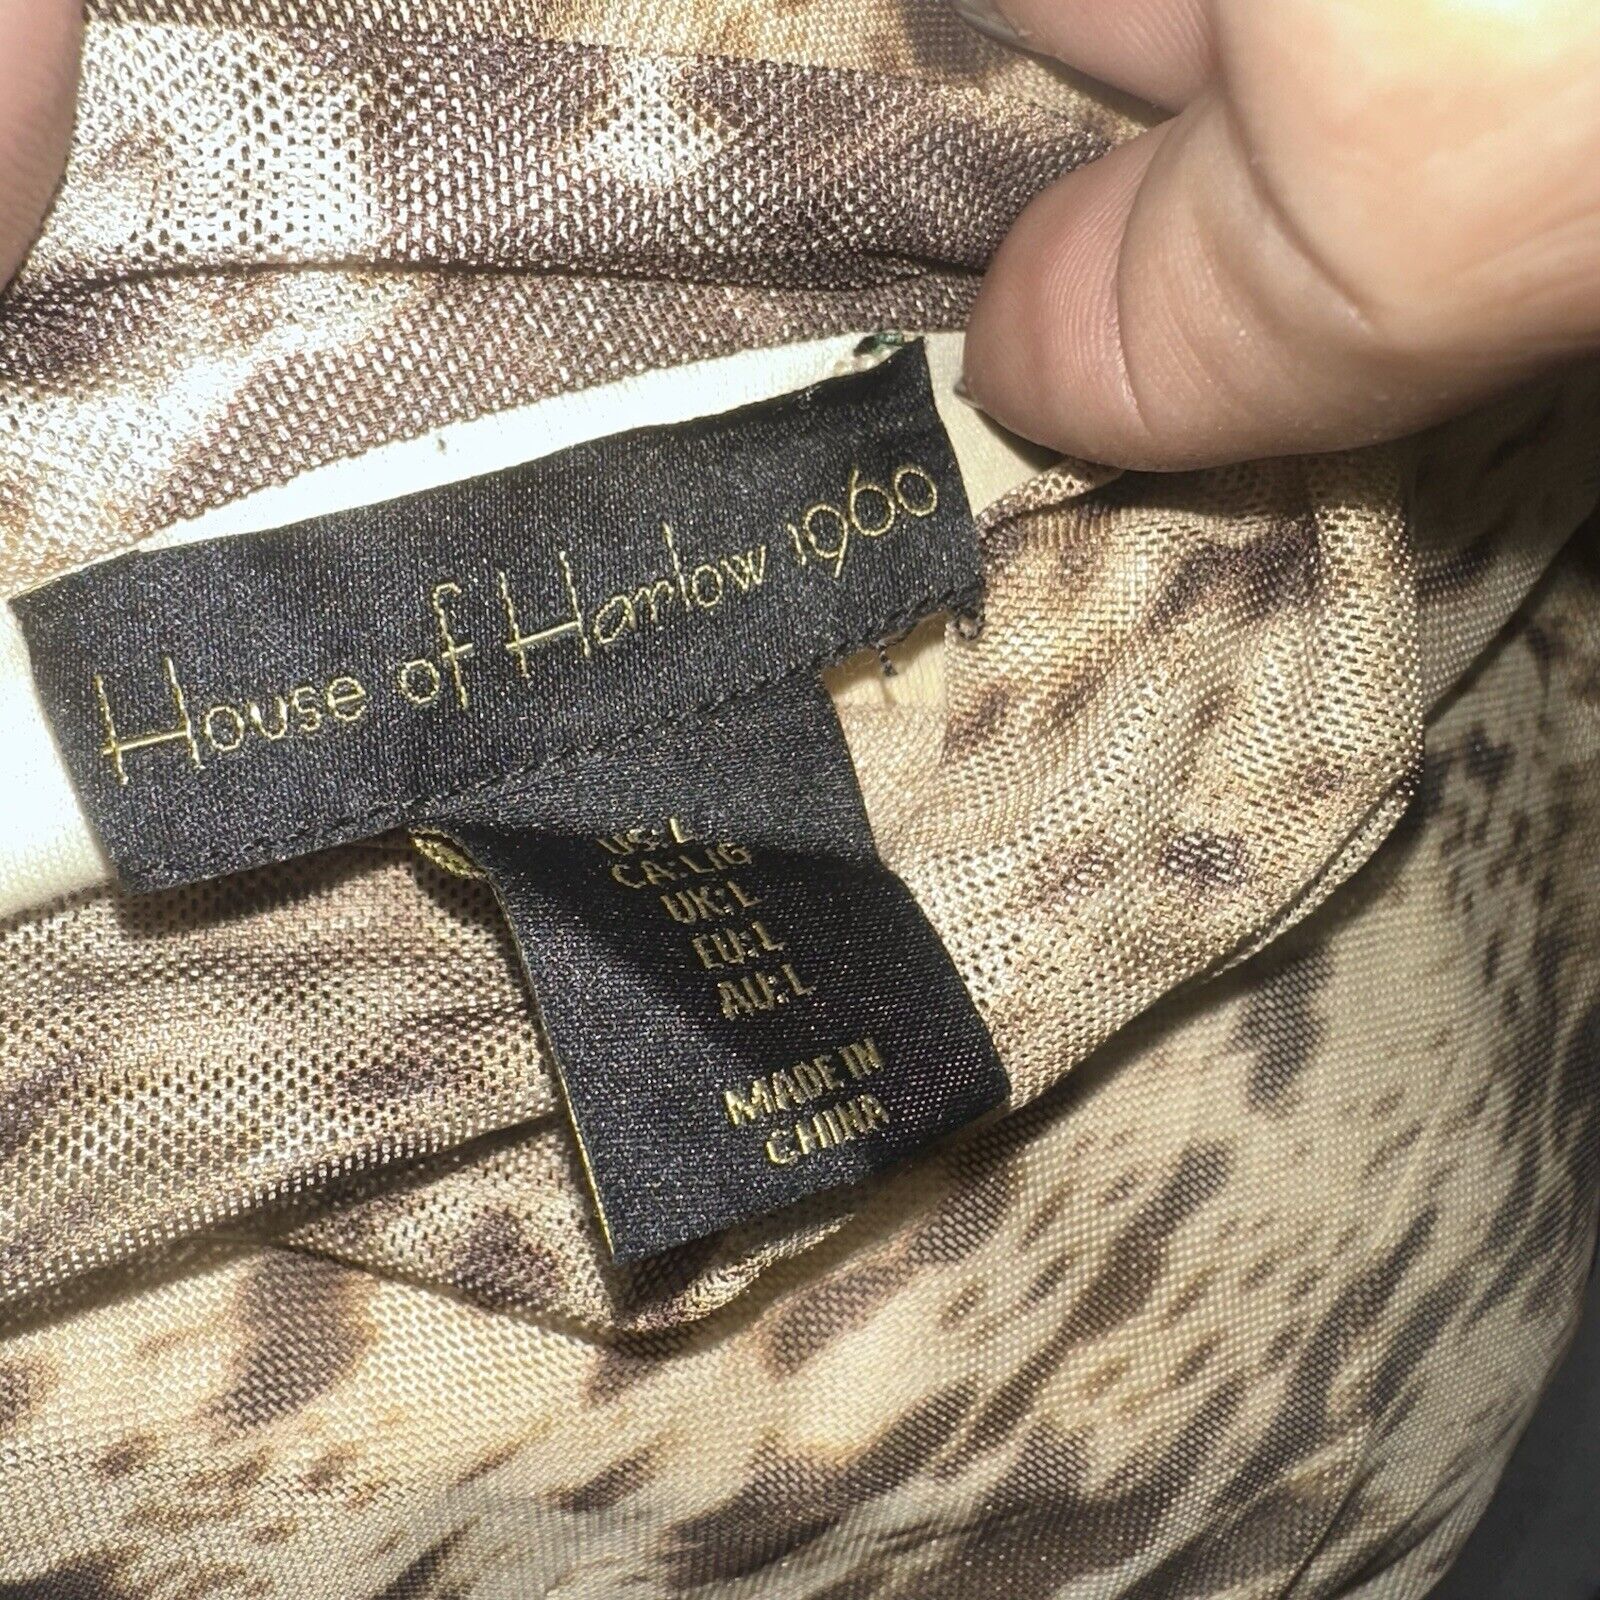 House of Harlow 1960
US: L
CA: L/G
UK: L
EU: L
AU: L
MADE IN
CHINA